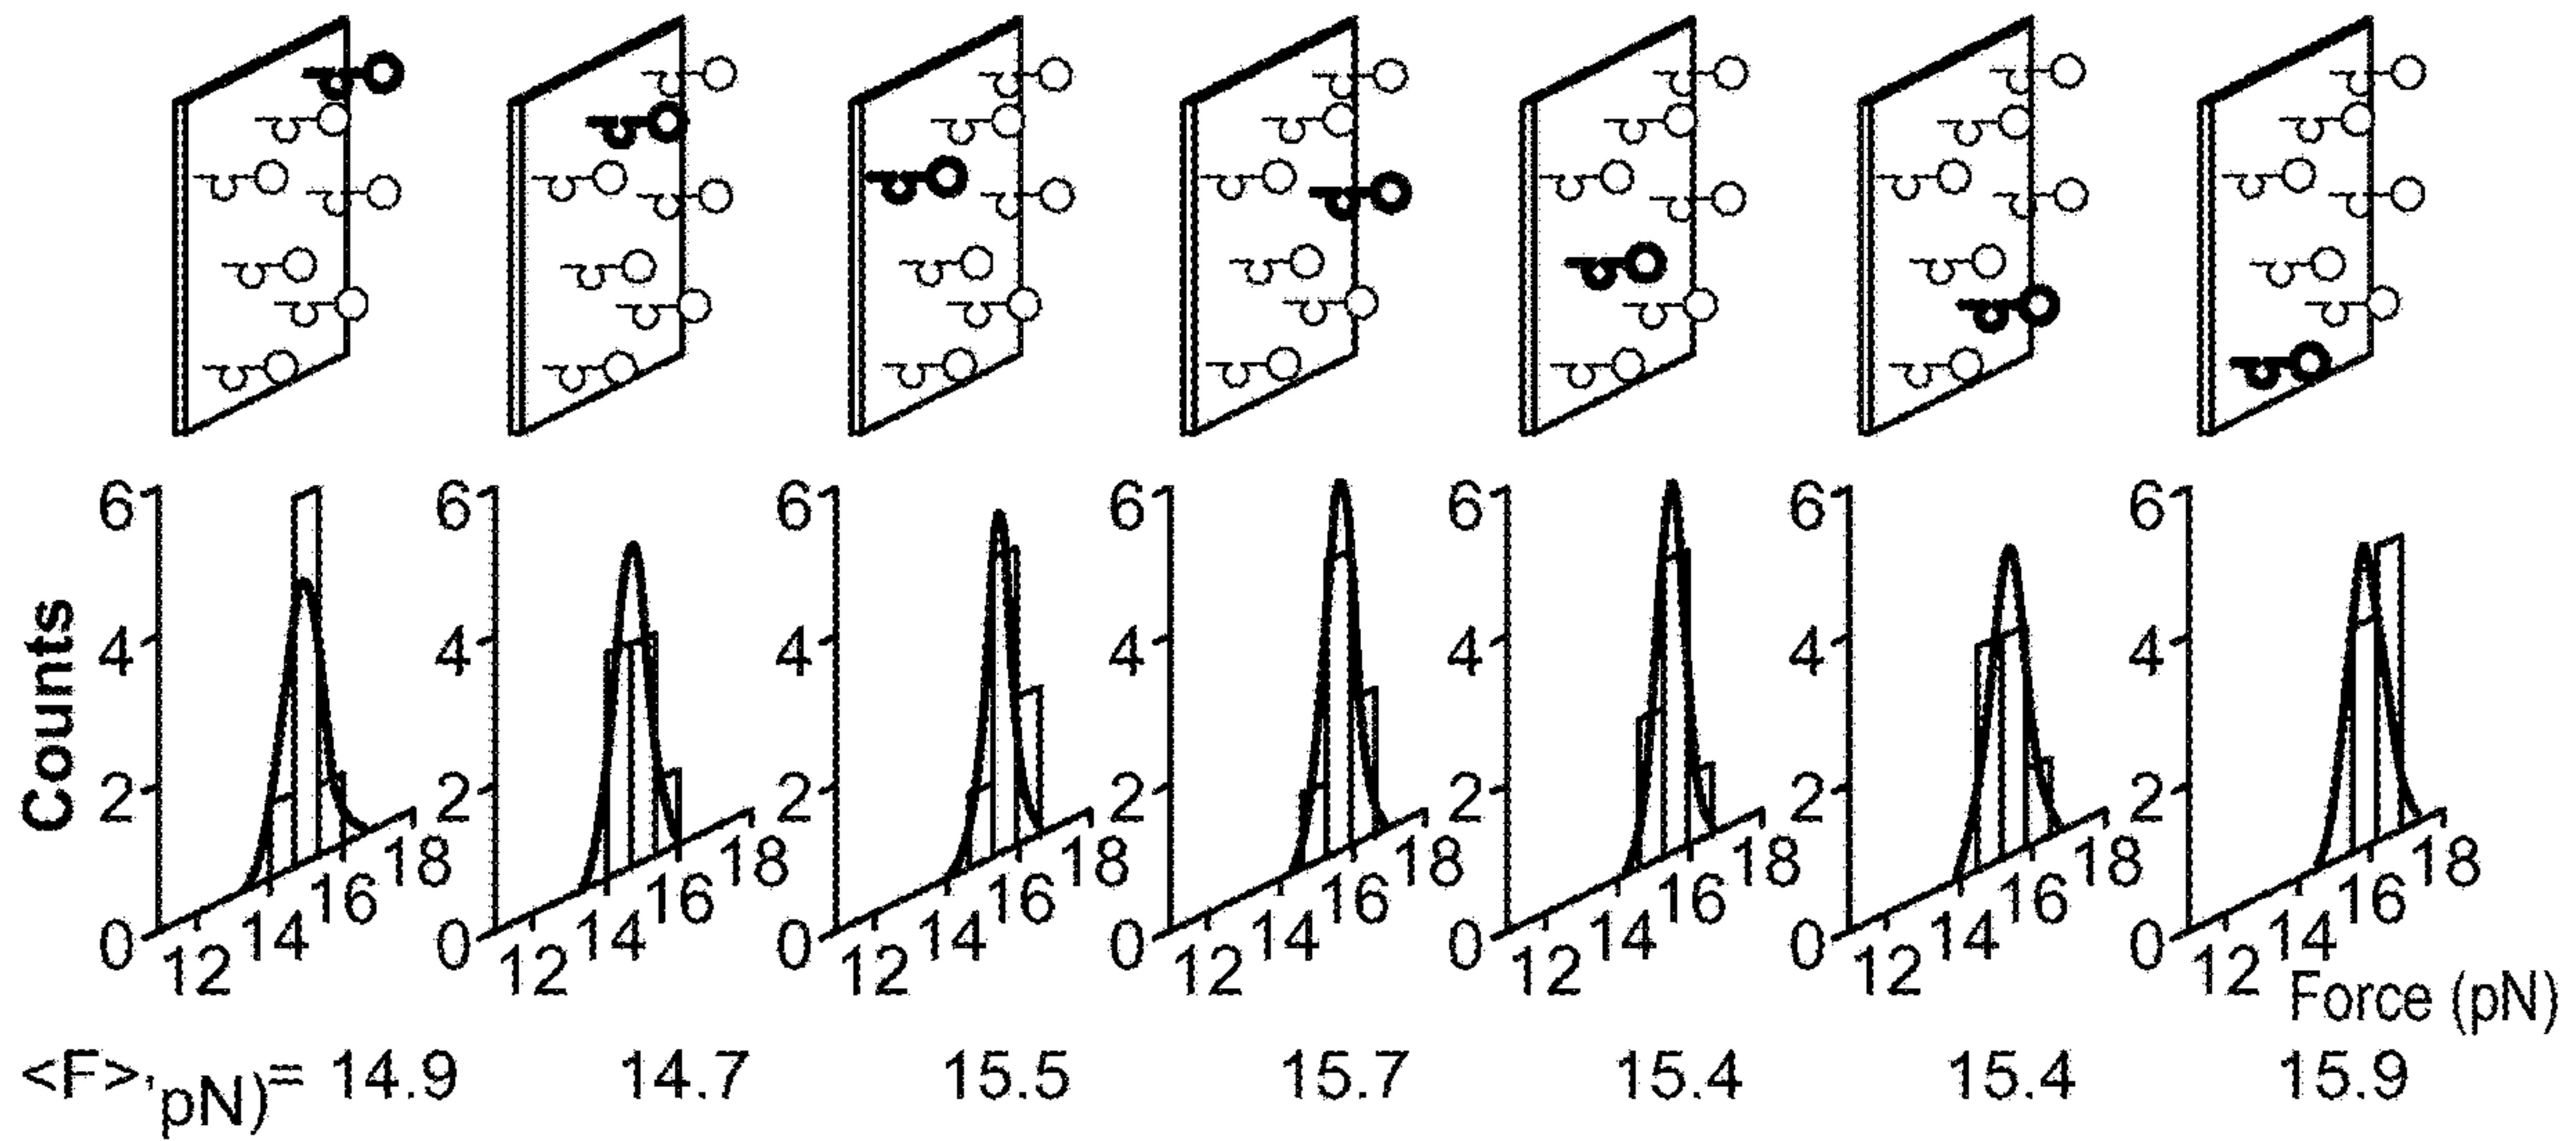 6 6 6 6 6 6 6
Counts
4 4 4 4 4 4 4
2 2 2 2 2 2 2
18 18 18 18 18 18 18
16 16 16 16 16 16 16
14 14 14 14 14 14 14
0 0 0 0 0 0 0
12 12 12 12 12 12 12
Force (pN)
<F>,pN)= 14.9 14.7 15.5 15.7 15.4 15.4 15.9